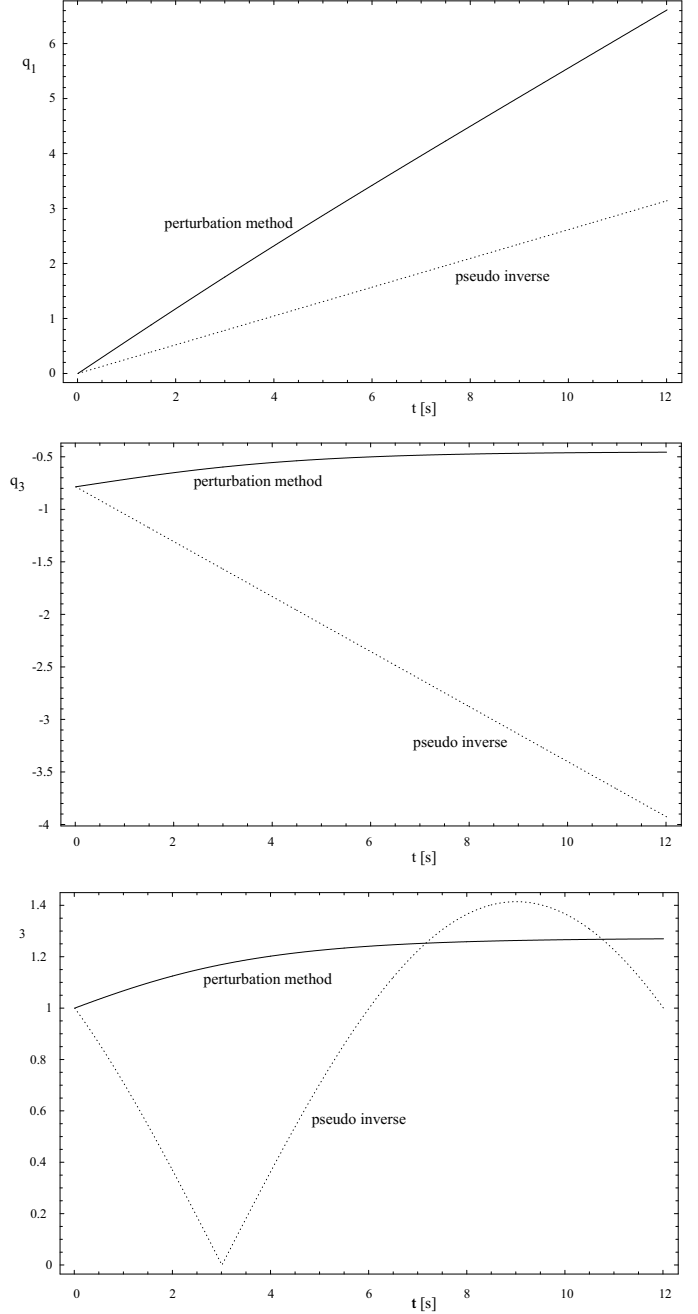 6
q1
5
4
3
perturbation method
2
pseudo inverse
1
0
0 2 4 6 8 10 12
t [s]
-0.5
q3
perturbation method
-1
-1.5
-2
-2.5
-3
pseudo inverse
-3.5
-4
0 2 4 6 8 10 12
t [s]
1.4
3
1.2
perturbation method
1
0.8
0.6
pseudo inverse
0.4
0.2
0
0 2 4 6 8 10 12
t [s]